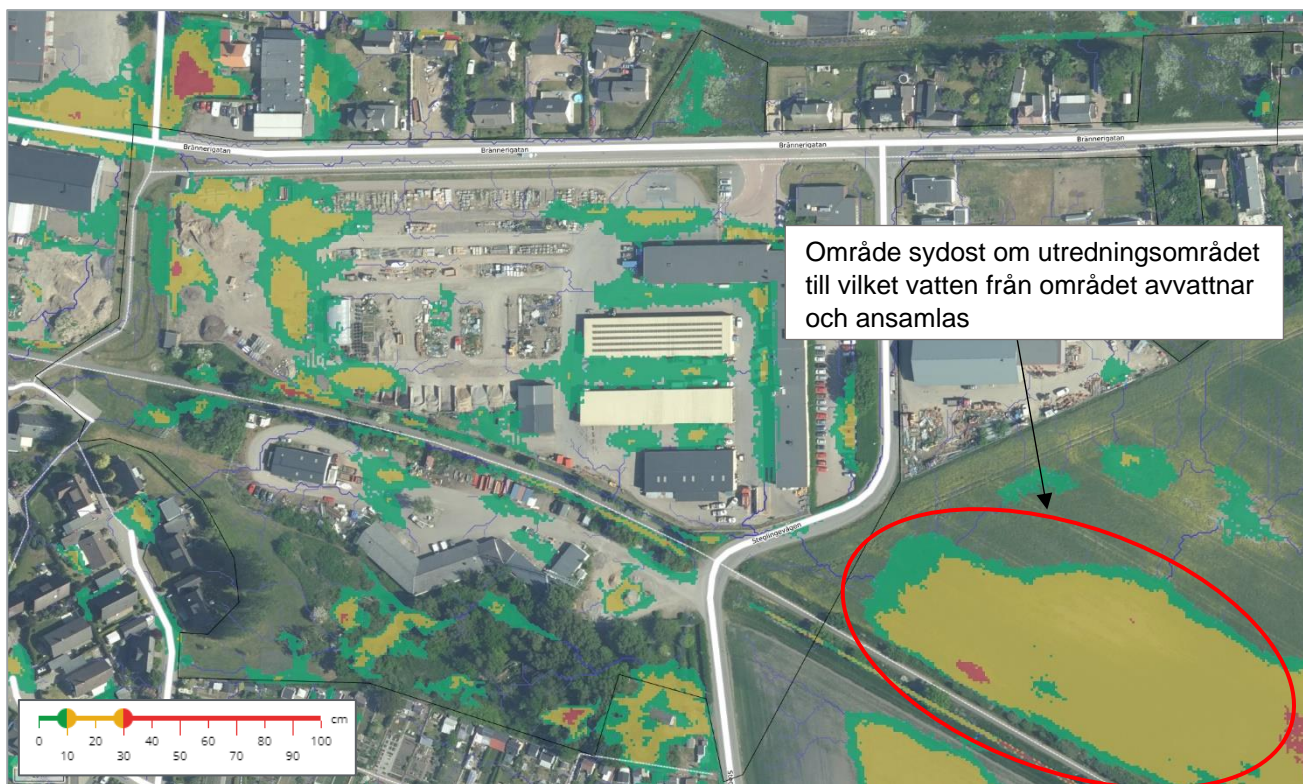 Brännerigatan
Brännerigatan
Brännerigatan
Brännerigatan
Område sydost om utredningsområdet
till vilket vatten från området avvattnar
och ansamlas
Steglingevägen
cm
0 20 40 60 80 100
10 30 50 70 90